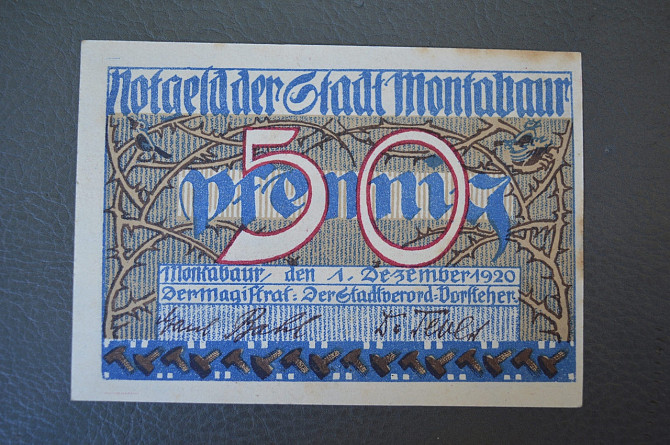 Notgeld der Stadt Montabaur
50
pfennig
Montabaur, den 1. Dezember 1920
Der Magistrat: Der Stadtverord-Vorsteher: